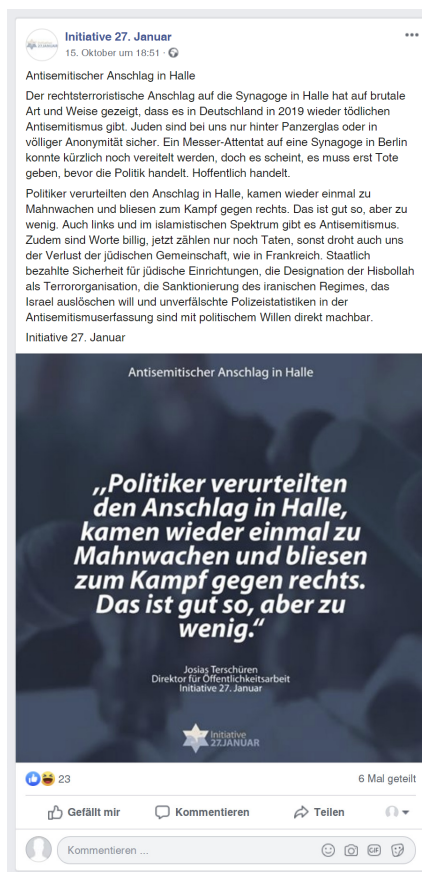 Initiative 27. Januar
15. Oktober um 18:51 ·
Antisemitischer Anschlag in Halle
Der rechtsterroristische Anschlag auf die Synagoge in Halle hat auf brutale
Art und Weise gezeigt, dass es in Deutschland in 2019 wieder tödlichen
Antisemitismus gibt. Juden sind bei uns nur hinter Panzerglas oder in
völliger Anonymität sicher. Ein Messer-Attentat auf eine Synagoge in Berlin
konnte kürzlich noch vereitelt werden, doch es scheint, es muss erst Tote
geben, bevor die Politik handelt. Hoffentlich handelt.
Politiker verurteilten den Anschlag in Halle, kamen wieder einmal zu
Mahnwachen und bliesen zum Kampf gegen rechts. Das ist gut so, aber zu
wenig. Auch links und im islamistischen Spektrum gibt es Antisemitismus.
Zudem sind Worte billig, jetzt zählen nur noch Taten, sonst droht auch uns
der Verlust der jüdischen Gemeinschaft, wie in Frankreich. Staatlich
bezahlte Sicherheit für jüdische Einrichtungen, die Designation der Hisbollah
als Terrororganisation, die Sanktionierung des iranischen Regimes, das
Israel auslöschen will und unverfälschte Polizeistatistiken in der
Antisemitismuserfassung sind mit politischem Willen direkt machbar.
Initiative 27. Januar
Antisemitischer Anschlag in Halle
,,Politiker verurteilten
den Anschlag in Halle,
kamen wieder einmal zu
Mahnwachen und bliesen
zum Kampf gegen rechts.
Das ist gut so, aber zu
wenig.“
Josias Terschüren
Direktor für Öffentlichkeitsarbeit
Initiative 27. Januar
Initiative
27.JANUAR
23
6 Mal geteilt
Gefällt mir
Kommentieren
Teilen
Kommentieren ...
GIF